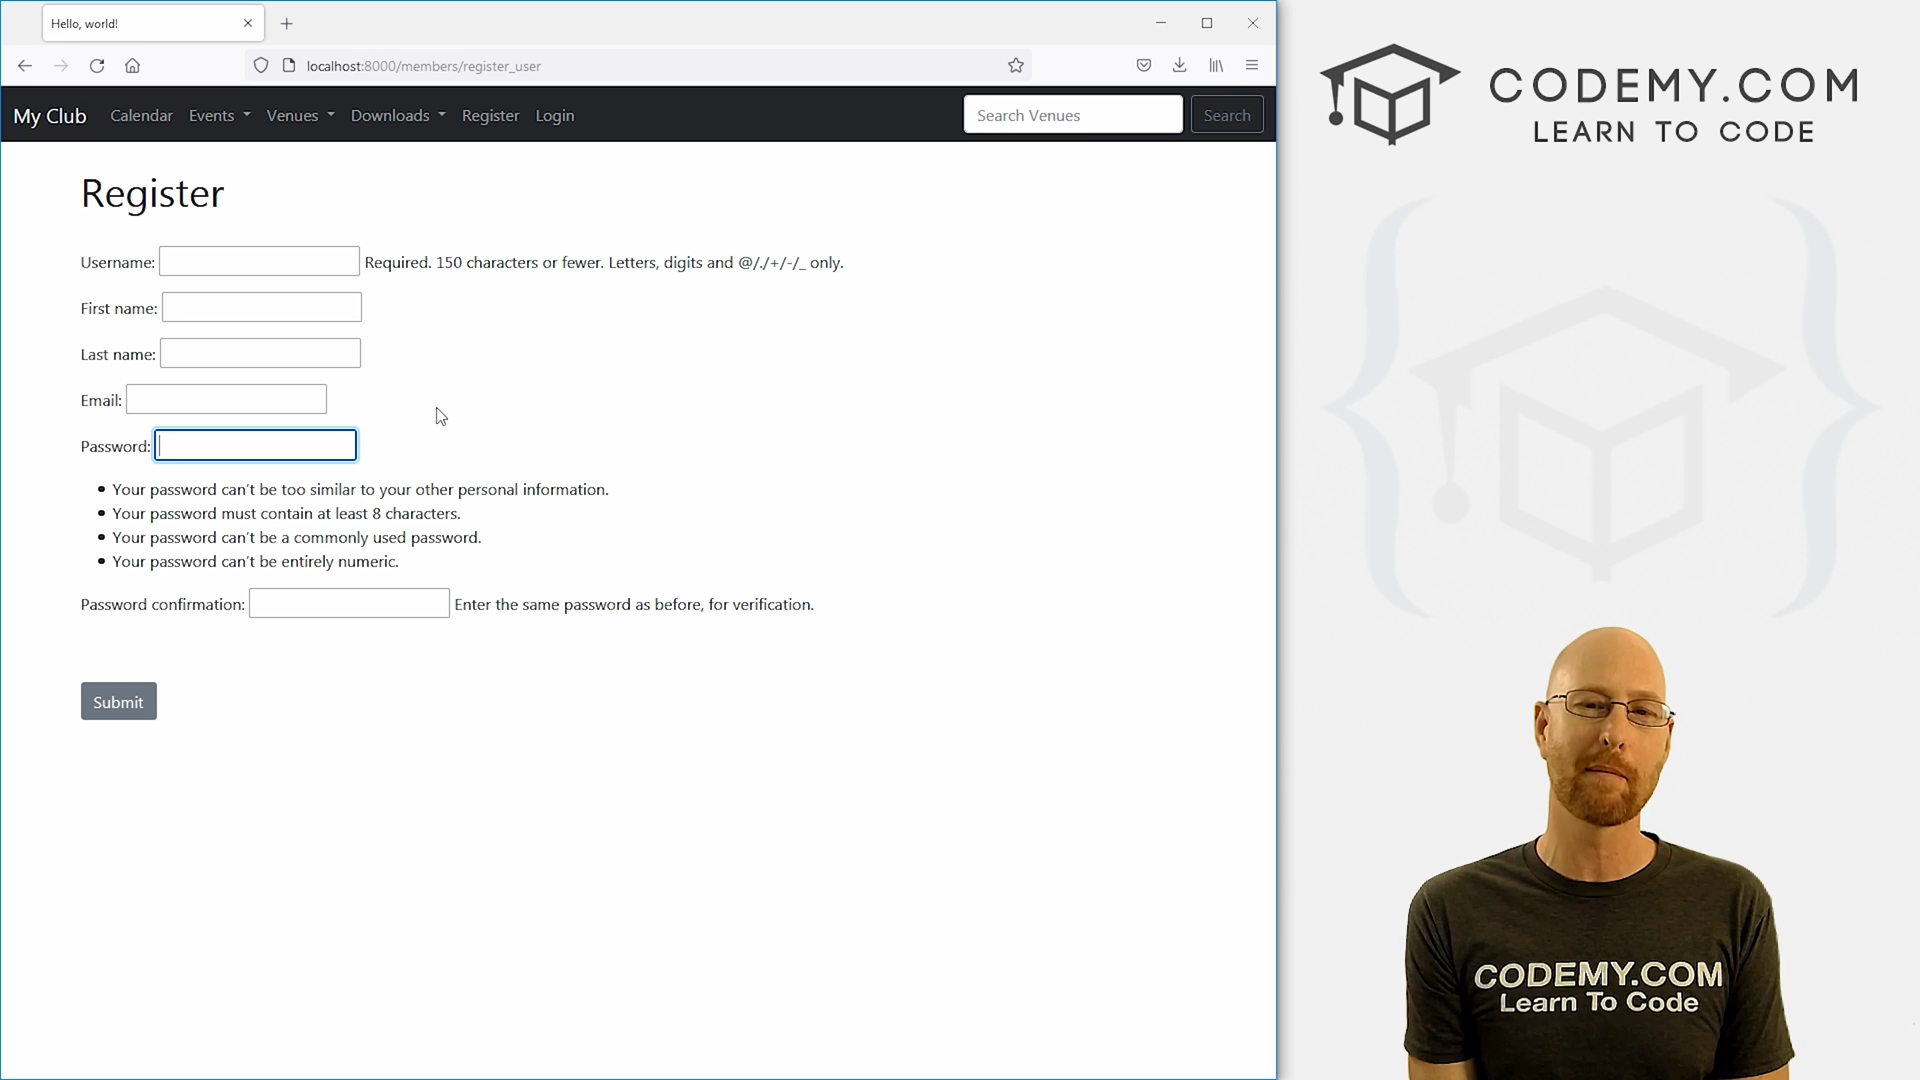 Hello, world!
localhost:8000/members/register_user
My Club Calendar Events Venues Downloads Register Login Search Venues Search
CODEMY.COM
LEARN TO CODE
Register
Username: Required. 150 characters or fewer. Letters, digits and @/./+/-/_ only.
First name:
Last name:
Email:
Password:
Your password can't be too similar to your other personal information.
Your password must contain at least 8 characters.
Your password can't be a commonly used password.
Your password can't be entirely numeric.
Password confirmation: Enter the same password as before, for verification.
Submit
CODEMY.COM
Learn To Code